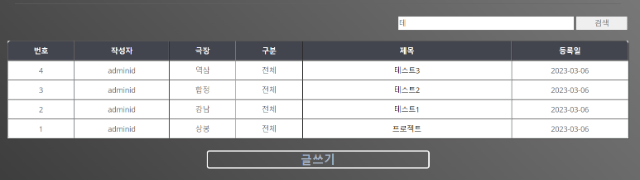 데 검색
번호 작성자 극장 구분 제목 등록일
4 adminid 역삼 전체 테스트3 2023-03-06
3 adminid 합정 전체 테스트2 2023-03-06
2 adminid 강남 전체 테스트1 2023-03-06
1 adminid 상봉 전체 프로젝트 2023-03-06
글쓰기